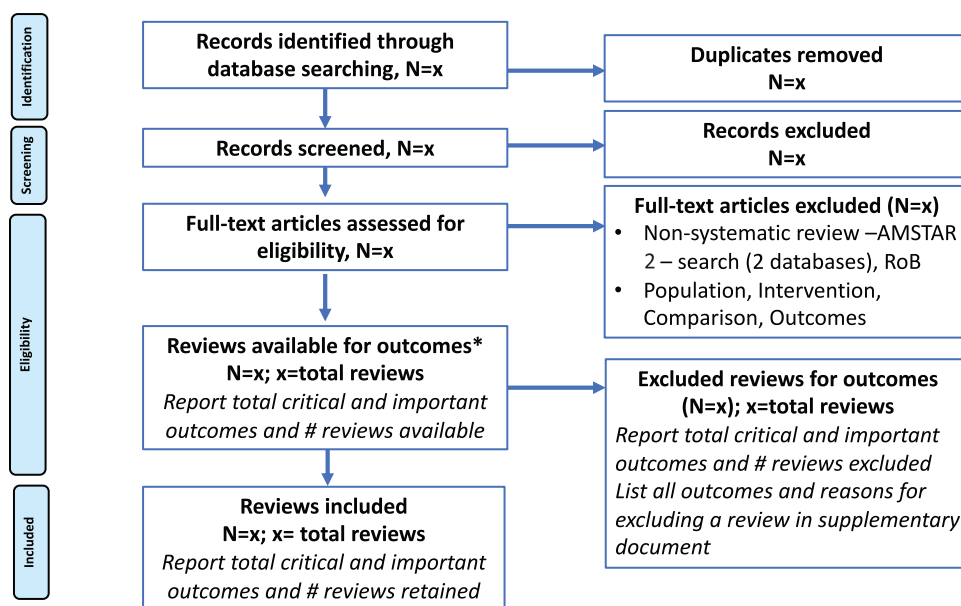 Identification
Records identified through
database searching, N=x
Duplicates removed
N=x
Screening
Records screened, N=x
Records excluded
N=x
Eligibility
Full-text articles assessed for
eligibility, N=x
Full-text articles excluded (N=x)
• Non-systematic review –AMSTAR
2 – search (2 databases), RoB
• Population, Intervention,
Comparison, Outcomes
Reviews available for outcomes*
N=x; x=total reviews
Report total critical and important
outcomes and # reviews available
Excluded reviews for outcomes
(N=x); x=total reviews
Report total critical and important
outcomes and # reviews excluded
List all outcomes and reasons for
excluding a review in supplementary
document
Included
Reviews included
N=x; x= total reviews
Report total critical and important
outcomes and # reviews retained